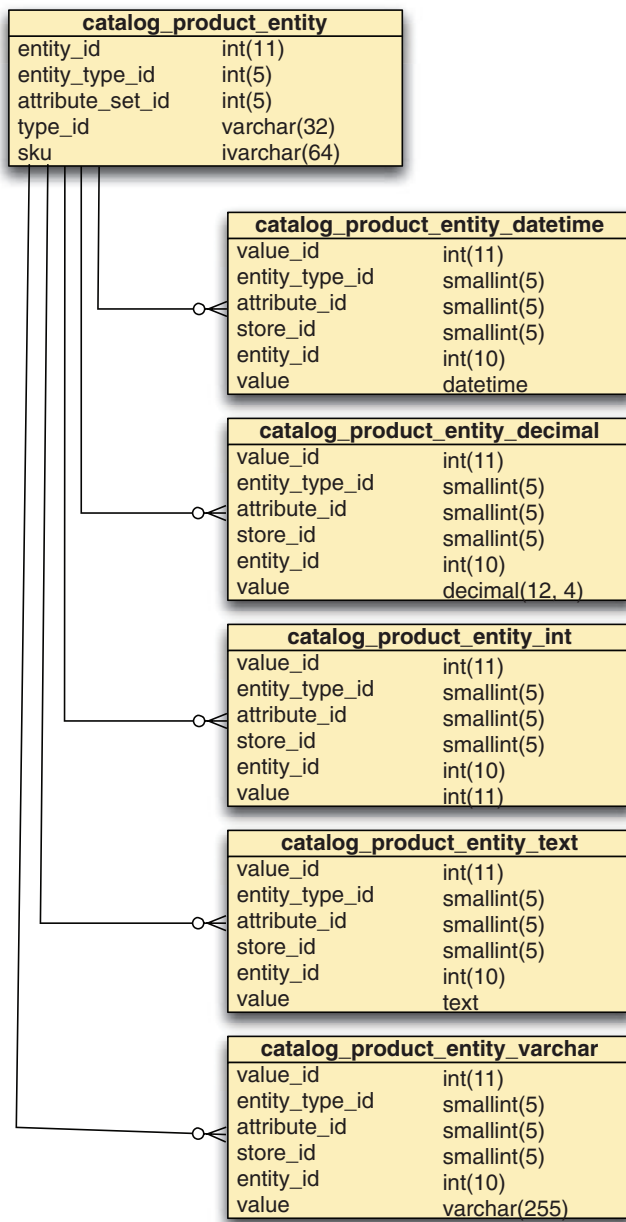 catalog_product_entity
entity_id int(11)
entity_type_id int(5)
attribute_set_id int(5)
type_id varchar(32)
sku ivarchar(64)
catalog_product_entity_datetime
value_id int(11)
entity_type_id smallint(5)
attribute_id smallint(5)
store_id smallint(5)
entity_id int(10)
value datetime
catalog_product_entity_decimal
value_id int(11)
entity_type_id smallint(5)
attribute_id smallint(5)
store_id smallint(5)
entity_id int(10)
value decimal(12, 4)
catalog_product_entity_int
value_id int(11)
entity_type_id smallint(5)
attribute_id smallint(5)
store_id smallint(5)
entity_id int(10)
value int(11)
catalog_product_entity_text
value_id int(11)
entity_type_id smallint(5)
attribute_id smallint(5)
store_id smallint(5)
entity_id int(10)
value text
catalog_product_entity_varchar
value_id int(11)
entity_type_id smallint(5)
attribute_id smallint(5)
store_id smallint(5)
entity_id int(10)
value varchar(255)